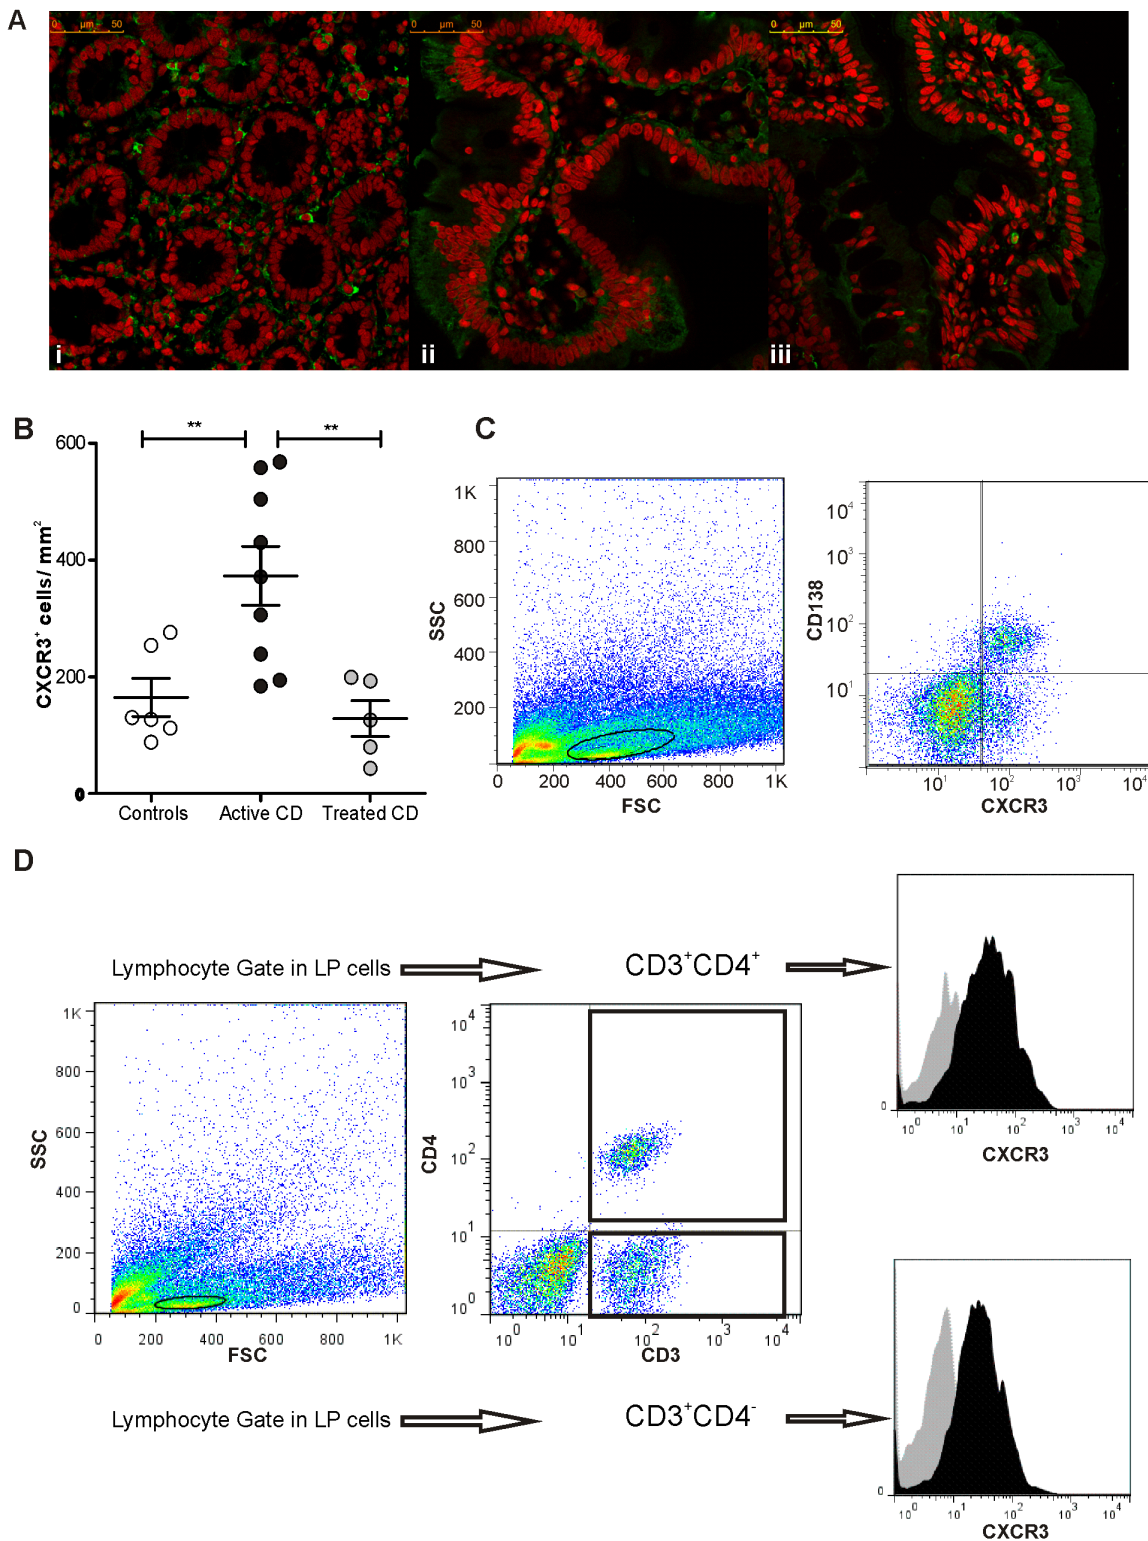 A
0 µm 50
0 µm 50
0 µm 50
i
ii
iii
B
600
400
200
0
CXCR3+ cells/ mm2
**
**
Controls
Active CD
Treated CD
C
1K
800
600
400
200
0
SSC
0 200 400 600 800 1K
FSC
10^4
10^3
10^2
10^1
CD138
10^1 10^2 10^3 10^4
CXCR3
D
Lymphocyte Gate in LP cells
CD3+CD4+
0
10^0 10^1 10^2 10^3 10^4
CXCR3
1K
800
600
400
200
0
SSC
0 200 400 600 800 1K
FSC
10^4
10^3
10^2
10^1
10^0
CD4
10^0 10^1 10^2 10^3 10^4
CD3
Lymphocyte Gate in LP cells
CD3+CD4-
0
10^0 10^1 10^2 10^3 10^4
CXCR3